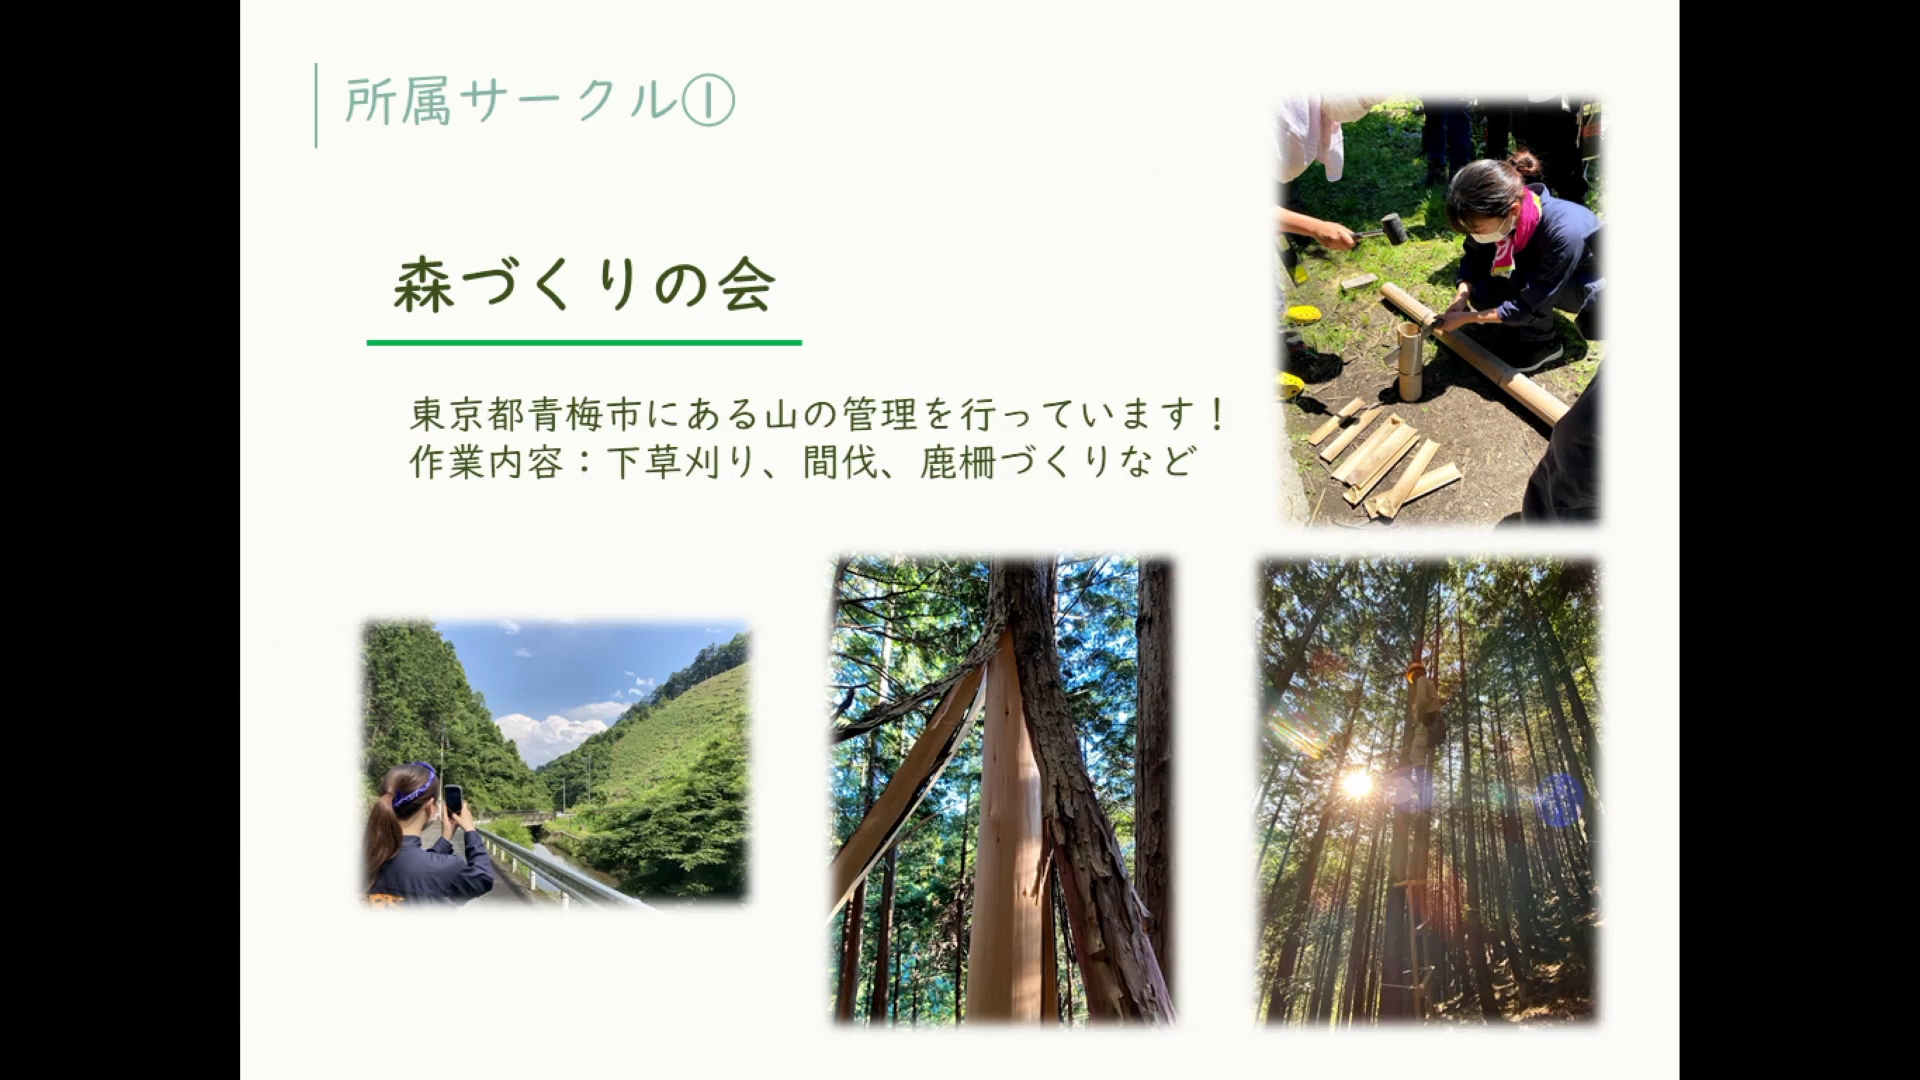 所属サークル①
森づくりの会
東京都青梅市にある山の管理を行っています！
作業内容：下草刈り、間伐、鹿柵づくりなど